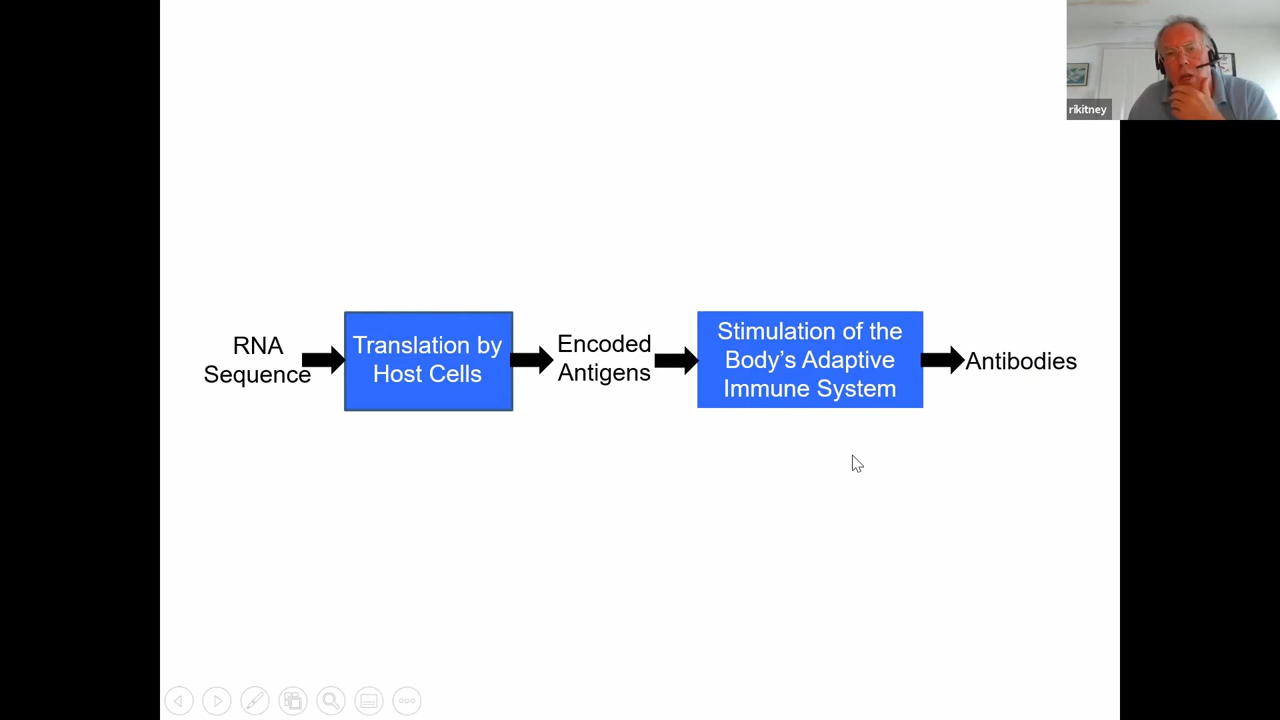 rikitney
RNA
Sequence
Translation by
Host Cells
Encoded
Antigens
Stimulation of the
Body's Adaptive
Immune System
Antibodies